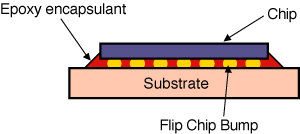 Epoxy encapsulant
Chip
Substrate
Flip Chip Bump